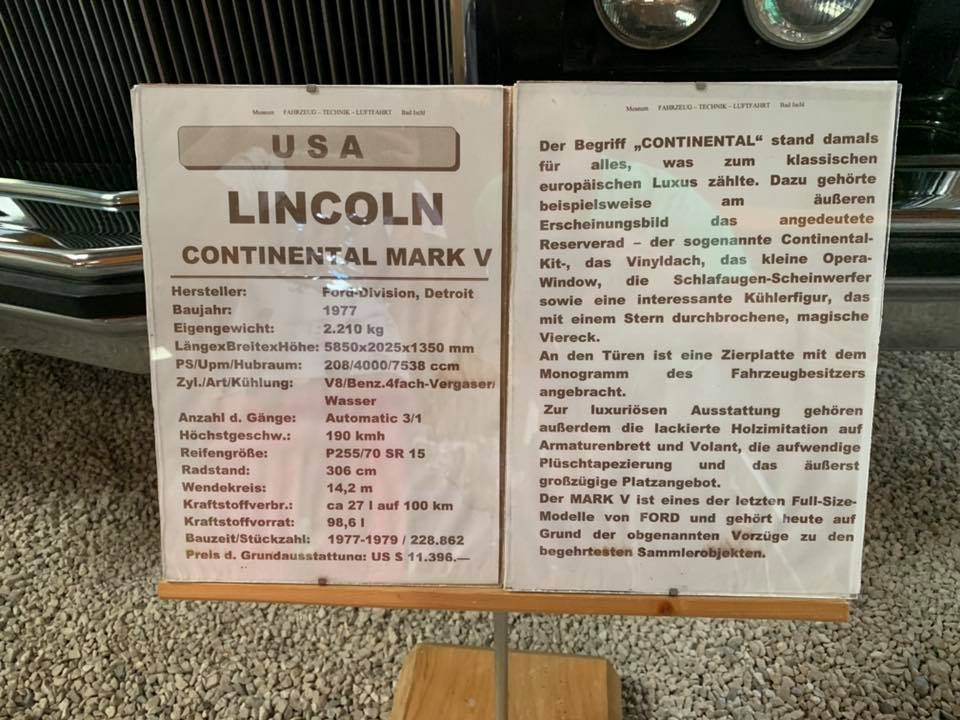 Museum FAHRZEUG – TECHNIK – LUFTFAHRT Bad Ischl
USA
LINCOLN
CONTINENTAL MARK V
Hersteller: Ford-Division, Detroit
Baujahr: 1977
Eigengewicht: 2.210 kg
LängexBreitexHöhe: 5850x2025x1350 mm
PS/Upm/Hubraum: 208/4000/7538 ccm
Zyl./Art/Kühlung: V8/Benz.4fach-Vergaser/
Wasser
Anzahl d. Gänge: Automatic 3/1
Höchstgeschw.: 190 kmh
Reifengröße: P255/70 SR 15
Radstand: 306 cm
Wendekreis: 14,2 m
Kraftstoffverbr.: ca 27 l auf 100 km
Kraftstoffvorrat: 98,6 l
Bauzeit/Stückzahl: 1977-1979 / 228.862
Preis d. Grundausstattung: US $ 11.396.—
Museum FAHRZEUG – TECHNIK – LUFTFAHRT Bad Ischl
Der Begriff „CONTINENTAL“ stand damals
für alles, was zum klassischen
europäischen Luxus zählte. Dazu gehörte
beispielsweise am äußeren
Erscheinungsbild das angedeutete
Reserverad – der sogenannte Continental-
Kit-, das Vinyldach, das kleine Opera-
Window, die Schlafaugen-Scheinwerfer
sowie eine interessante Kühlerfigur, das
mit einem Stern durchbrochene, magische
Viereck.
An den Türen ist eine Zierplatte mit dem
Monogramm des Fahrzeugbesitzers
angebracht.
Zur luxuriösen Ausstattung gehören
außerdem die lackierte Holzimitation auf
Armaturenbrett und Volant, die aufwendige
Plüschtapezierung und das äußerst
großzügige Platzangebot.
Der MARK V ist eines der letzten Full-Size-
Modelle von FORD und gehört heute auf
Grund der obgenannten Vorzüge zu den
begehrtesten Sammlerobjekten.